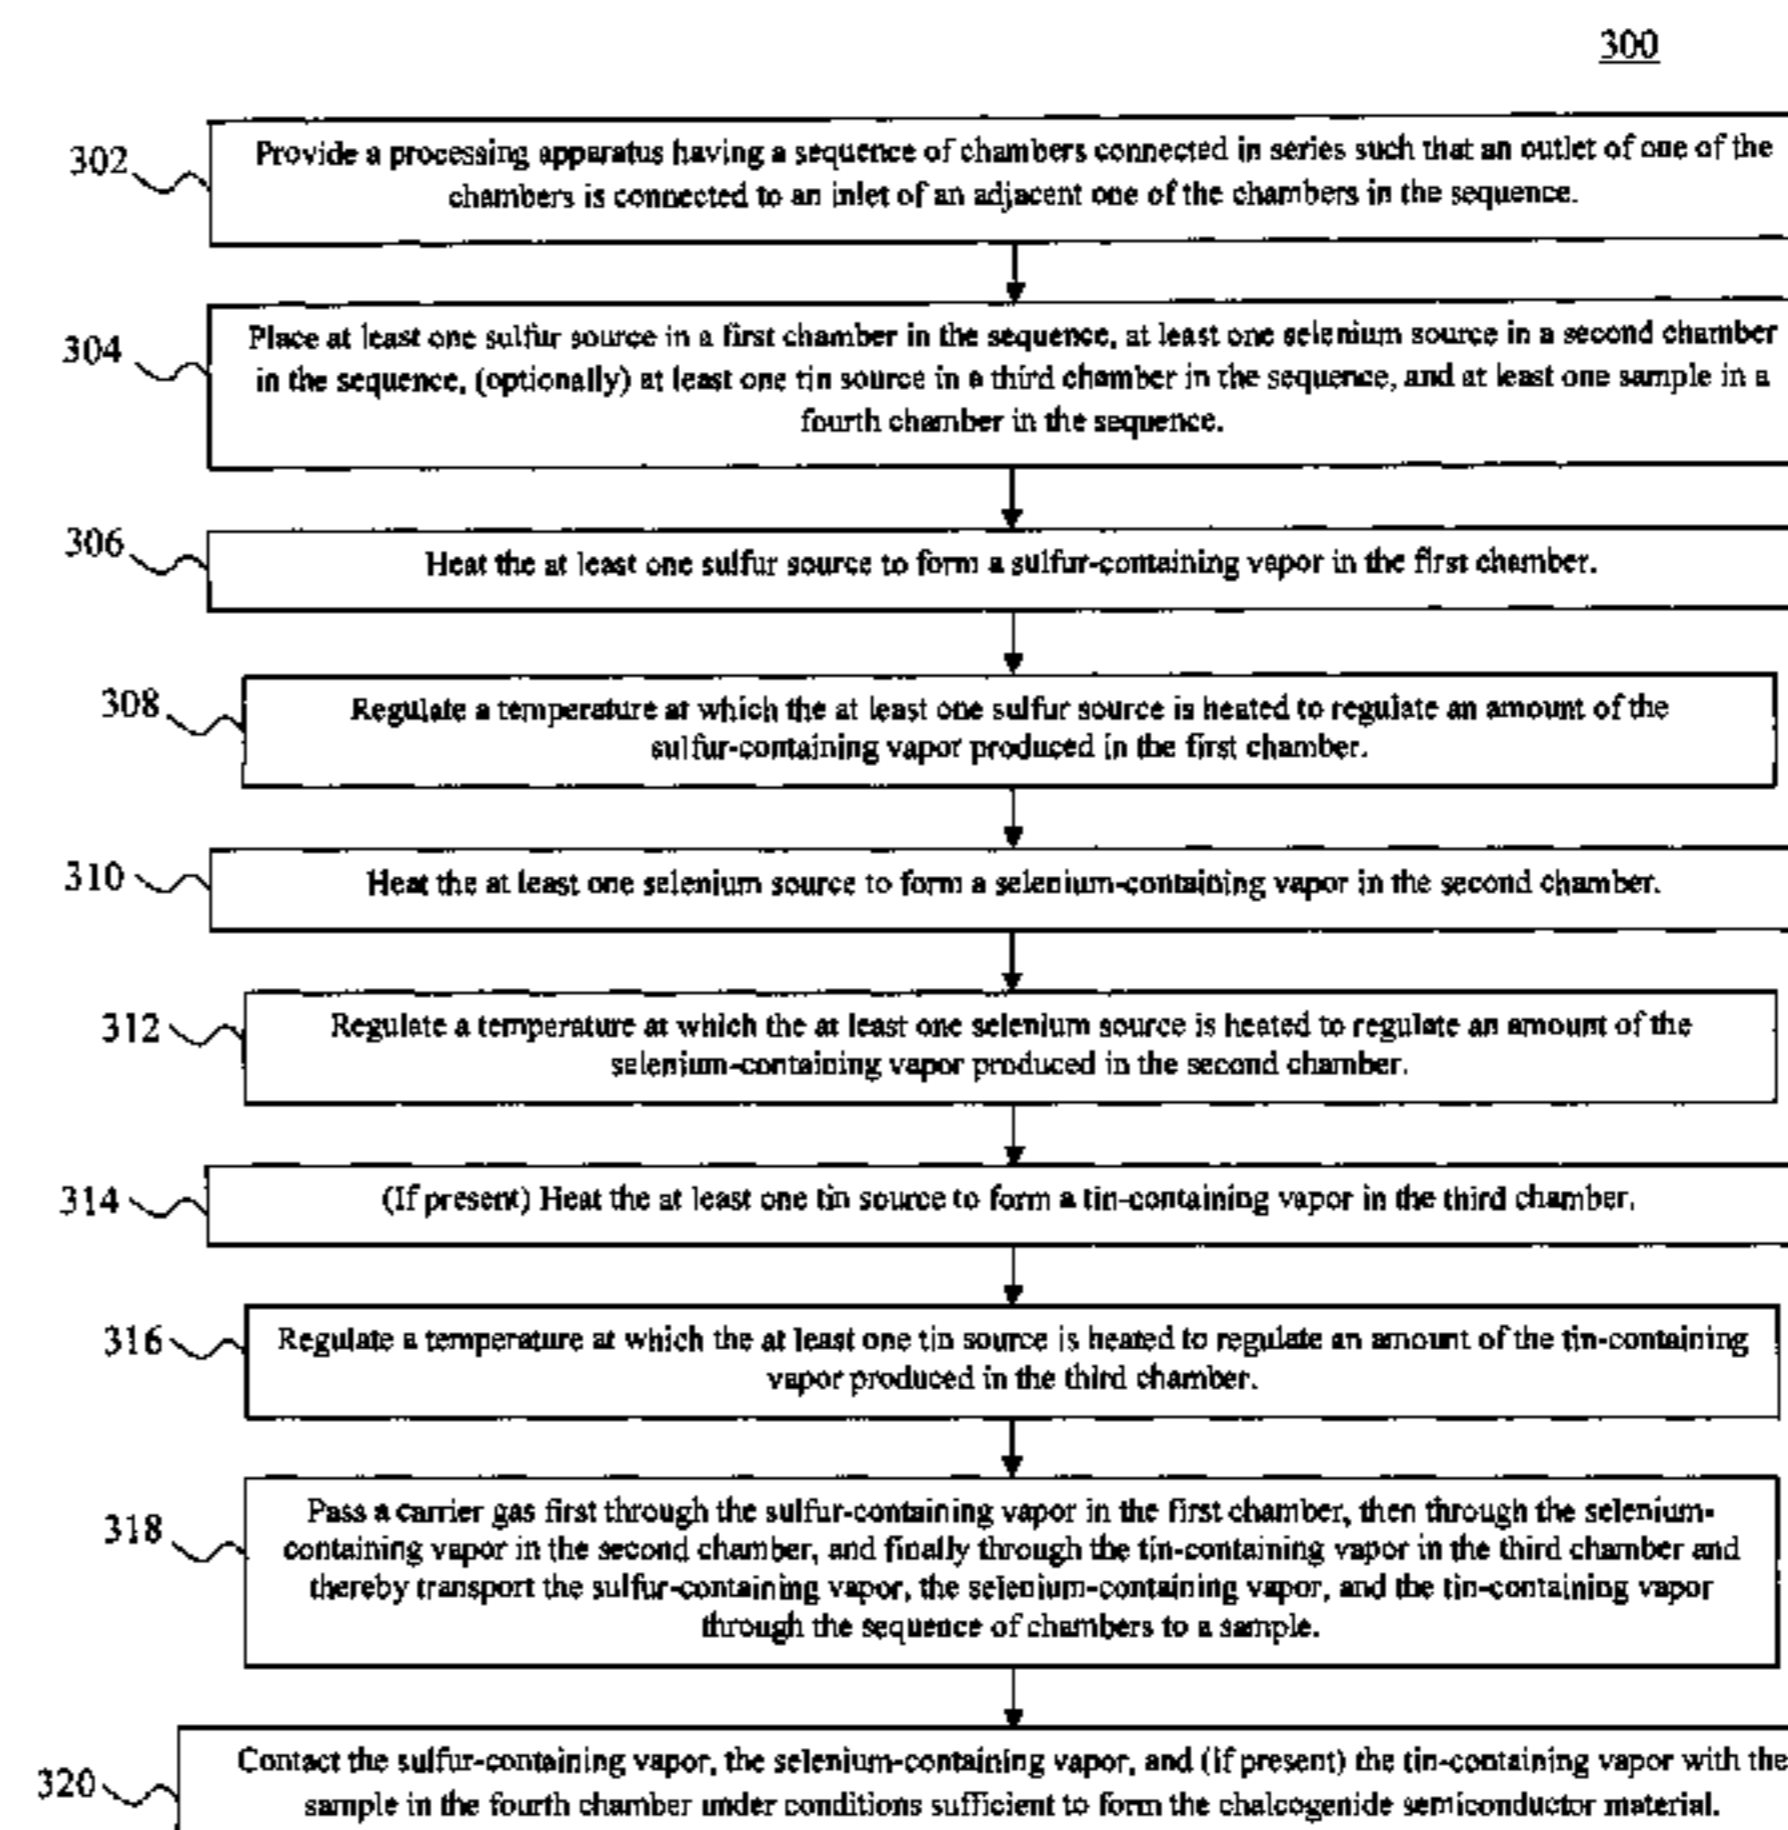 300
302
Provide a processing apparatus having a sequence of chambers connected in series such that an outlet of one of the
chambers is connected to an inlet of an adjacent one of the chambers in the sequence.
304
Place at least one sulfur source in a first chamber in the sequence, at least one selenium source in a second chamber
in the sequence, (optionally) at least one tin source in a third chamber in the sequence, and at least one sample in a
fourth chamber in the sequence.
306
Heat the at least one sulfur source to form a sulfur-containing vapor in the first chamber.
308
Regulate a temperature at which the at least one sulfur source is heated to regulate an amount of the
sulfur-containing vapor produced in the first chamber.
310
Heat the at least one selenium source to form a selenium-containing vapor in the second chamber.
312
Regulate a temperature at which the at least one selenium source is heated to regulate an amount of the
selenium-containing vapor produced in the second chamber.
314
(If present) Heat the at least one tin source to form a tin-containing vapor in the third chamber.
316
Regulate a temperature at which the at least one tin source is heated to regulate an amount of the tin-containing
vapor produced in the third chamber.
318
Pass a carrier gas first through the sulfur-containing vapor in the first chamber, then through the selenium-
containing vapor in the second chamber, and finally through the tin-containing vapor in the third chamber and
thereby transport the sulfur-containing vapor, the selenium-containing vapor, and the tin-containing vapor
through the sequence of chambers to a sample.
320
Contact the sulfur-containing vapor, the selenium-containing vapor, and (if present) the tin-containing vapor with the
sample in the fourth chamber under conditions sufficient to form the chalcogenide semiconductor material.